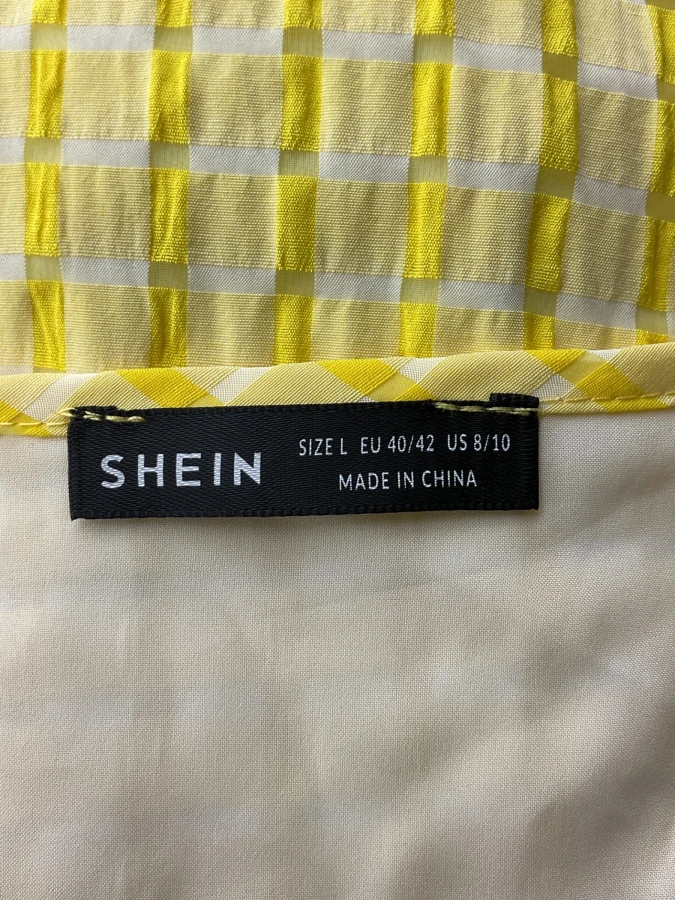 SHEIN
SIZE L EU 40/42 US 8/10
MADE IN CHINA